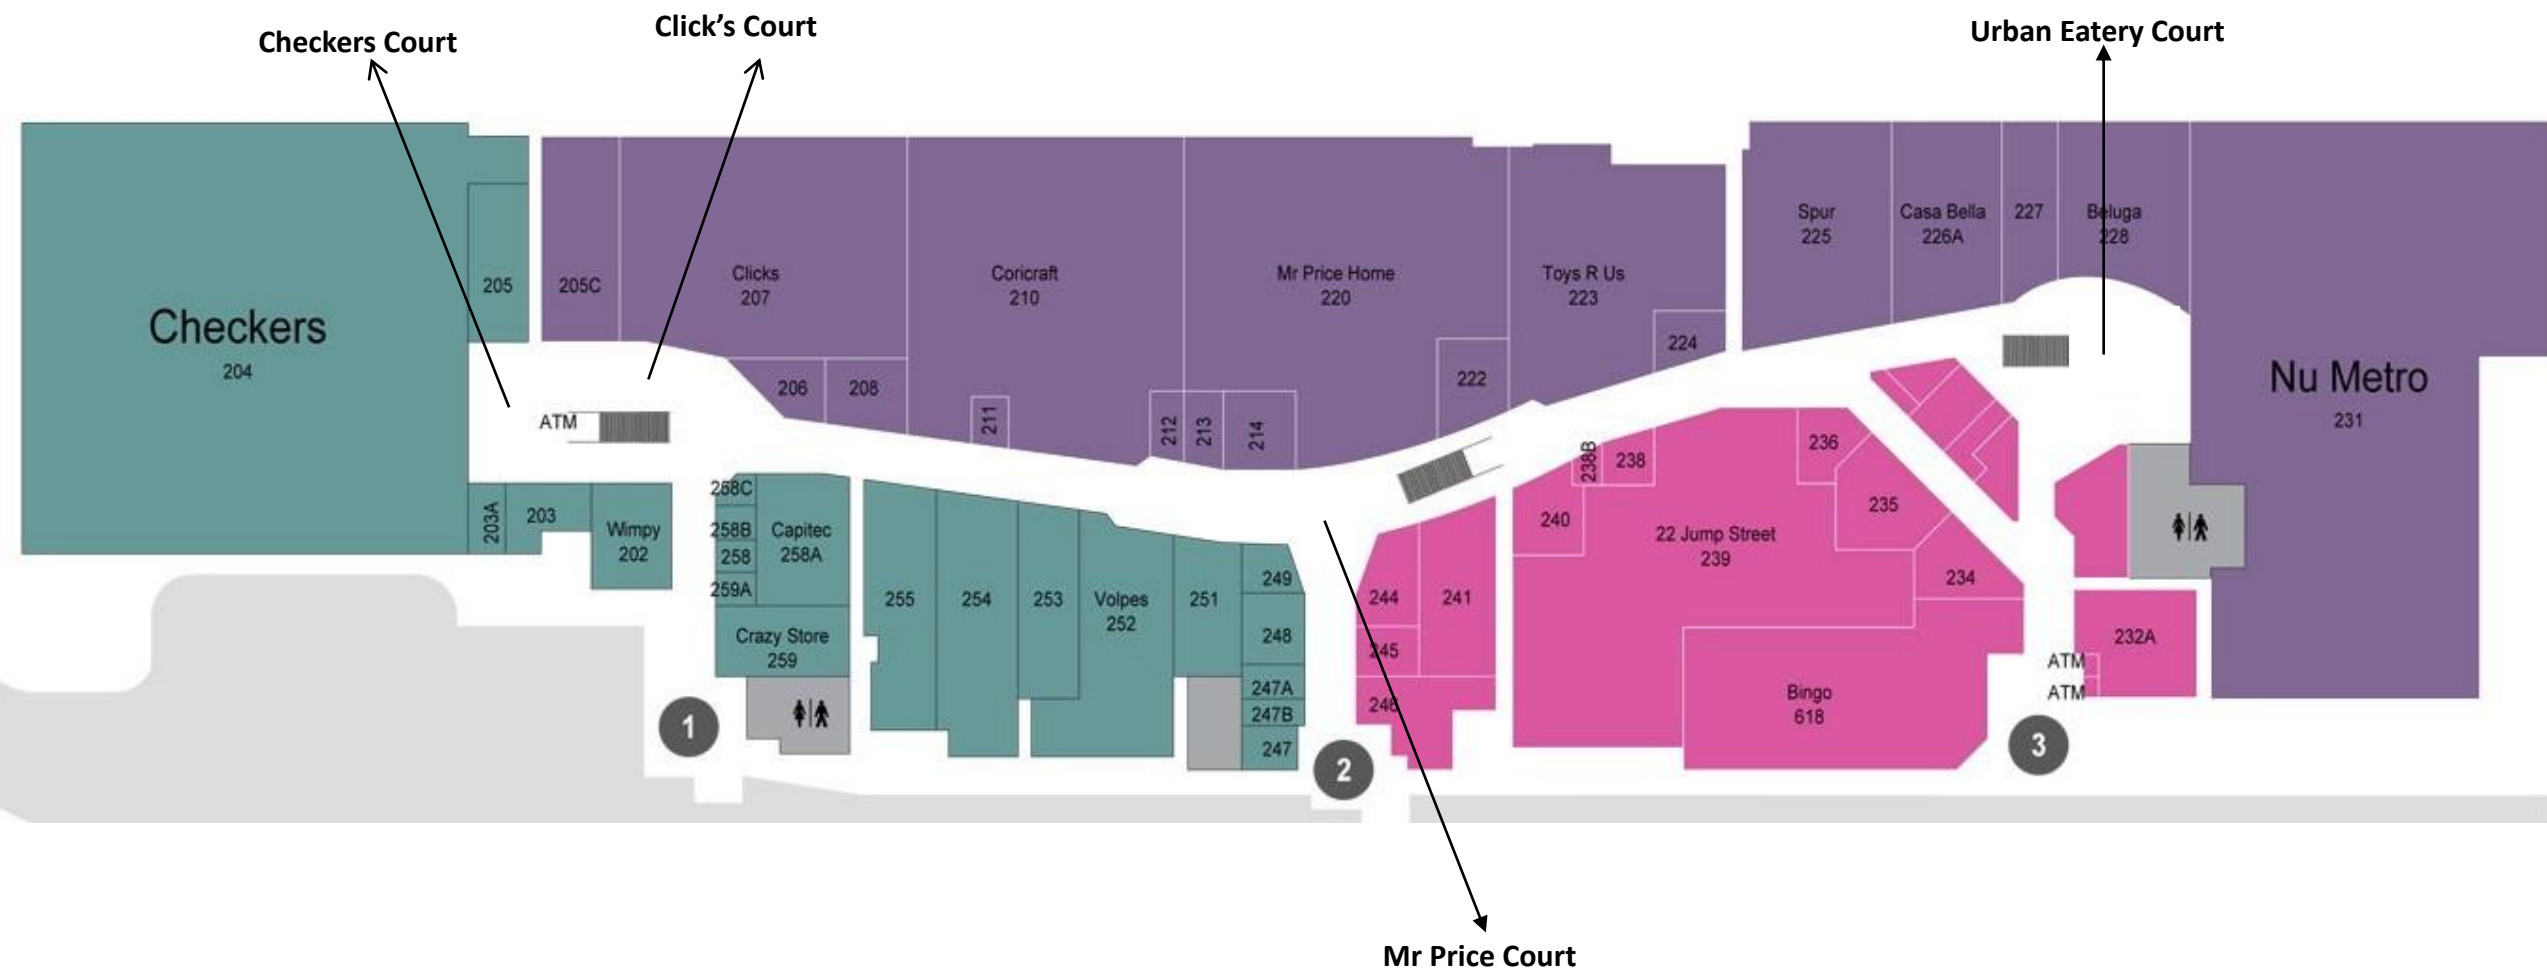 Checkers Court
Click’s Court
Urban Eatery Court
Checkers
204
205
205C
Clicks
207
206
208
Coricraft
210
211
212
213
214
Mr Price Home
220
222
Toys R Us
223
224
Spur
225
Casa Bella
226A
227
Beluga
228
Nu Metro
231
ATM
203A
203
Wimpy
202
258C
258B
258
259A
Capitec
258A
Crazy Store
259
255
254
253
Volpes
252
251
249
248
247A
247B
247
244
245
246
241
240
238B
238
22 Jump Street
239
236
235
234
Bingo
618
232A
ATM
ATM
1
2
3
Mr Price Court